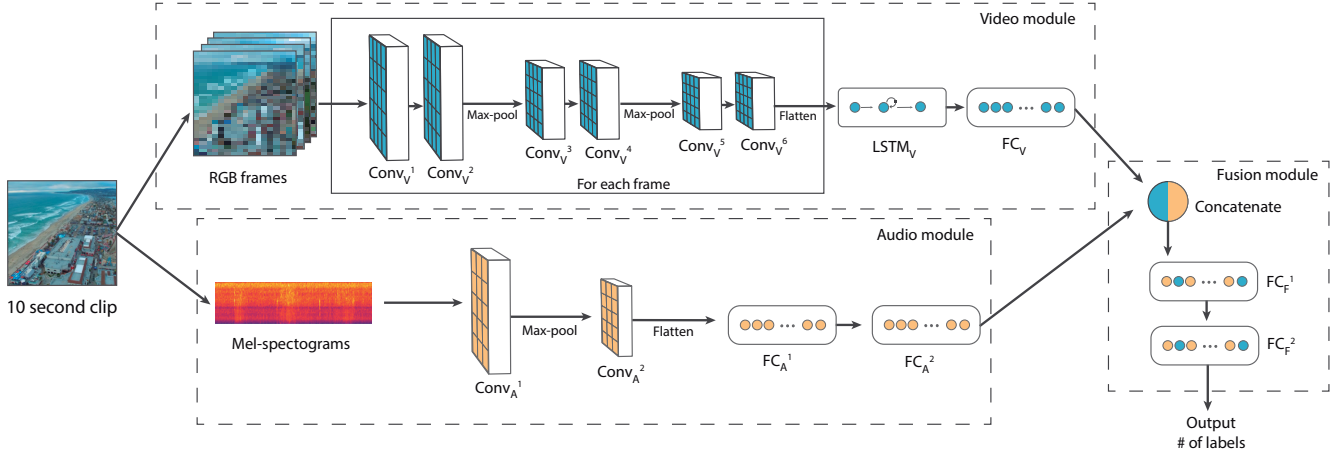 Video module
RGB frames
Conv_V^1
Conv_V^2
Max-pool
Conv_V^3
Conv_V^4
Max-pool
Conv_V^5
Conv_V^6
Flatten
For each frame
LSTM_V
FC_V
10 second clip
Audio module
Mel-spectograms
Conv_A^1
Max-pool
Conv_A^2
Flatten
FC_A^1
FC_A^2
Fusion module
Concatenate
FC_F^1
FC_F^2
Output
# of labels